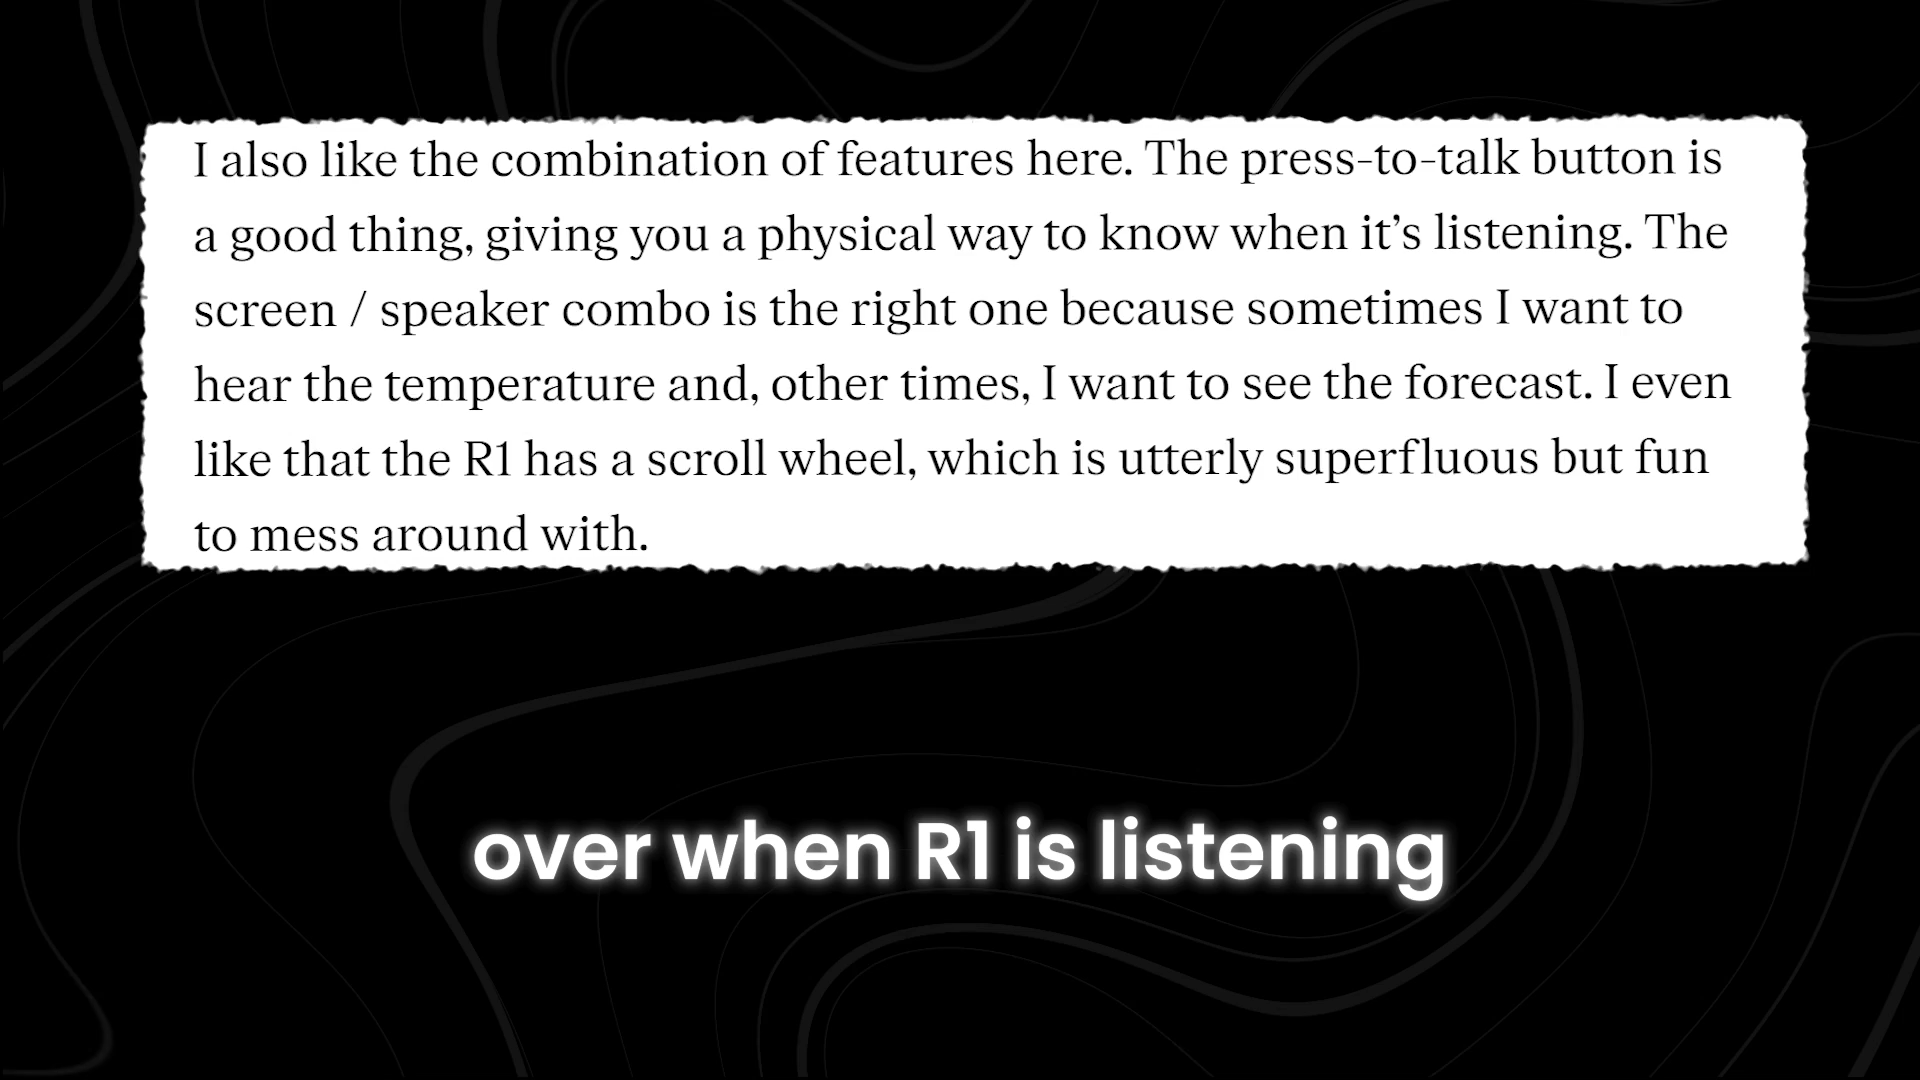 I also like the combination of features here. The press-to-talk button is
a good thing, giving you a physical way to know when it’s listening. The
screen / speaker combo is the right one because sometimes I want to
hear the temperature and, other times, I want to see the forecast. I even
like that the R1 has a scroll wheel, which is utterly superfluous but fun
to mess around with.
over when R1 is listening